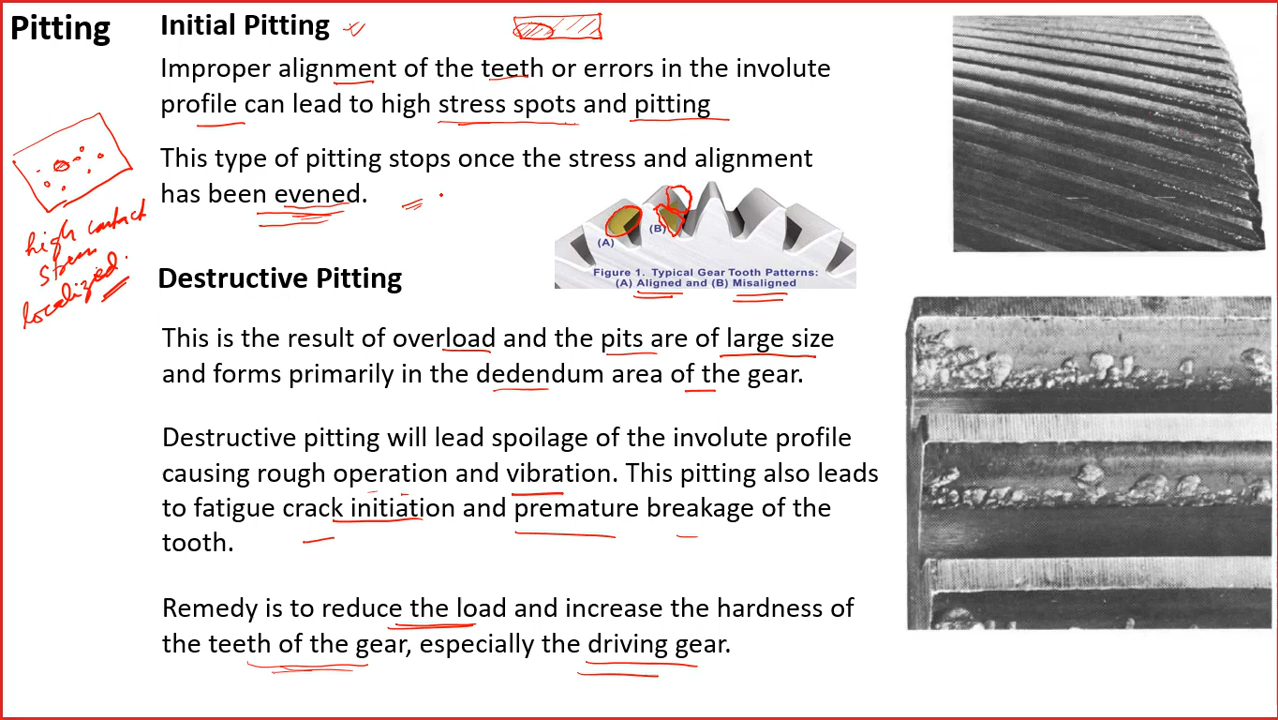 Pitting
Initial Pitting
Improper alignment of the teeth or errors in the involute
profile can lead to high stress spots and pitting
This type of pitting stops once the stress and alignment
has been evened.
high contact
stress
localized.
(A)
(B)
Figure 1. Typical Gear Tooth Patterns:
(A) Aligned and (B) Misaligned
Destructive Pitting
This is the result of overload and the pits are of large size
and forms primarily in the dedendum area of the gear.
Destructive pitting will lead spoilage of the involute profile
causing rough operation and vibration. This pitting also leads
to fatigue crack initiation and premature breakage of the
tooth.
Remedy is to reduce the load and increase the hardness of
the teeth of the gear, especially the driving gear.